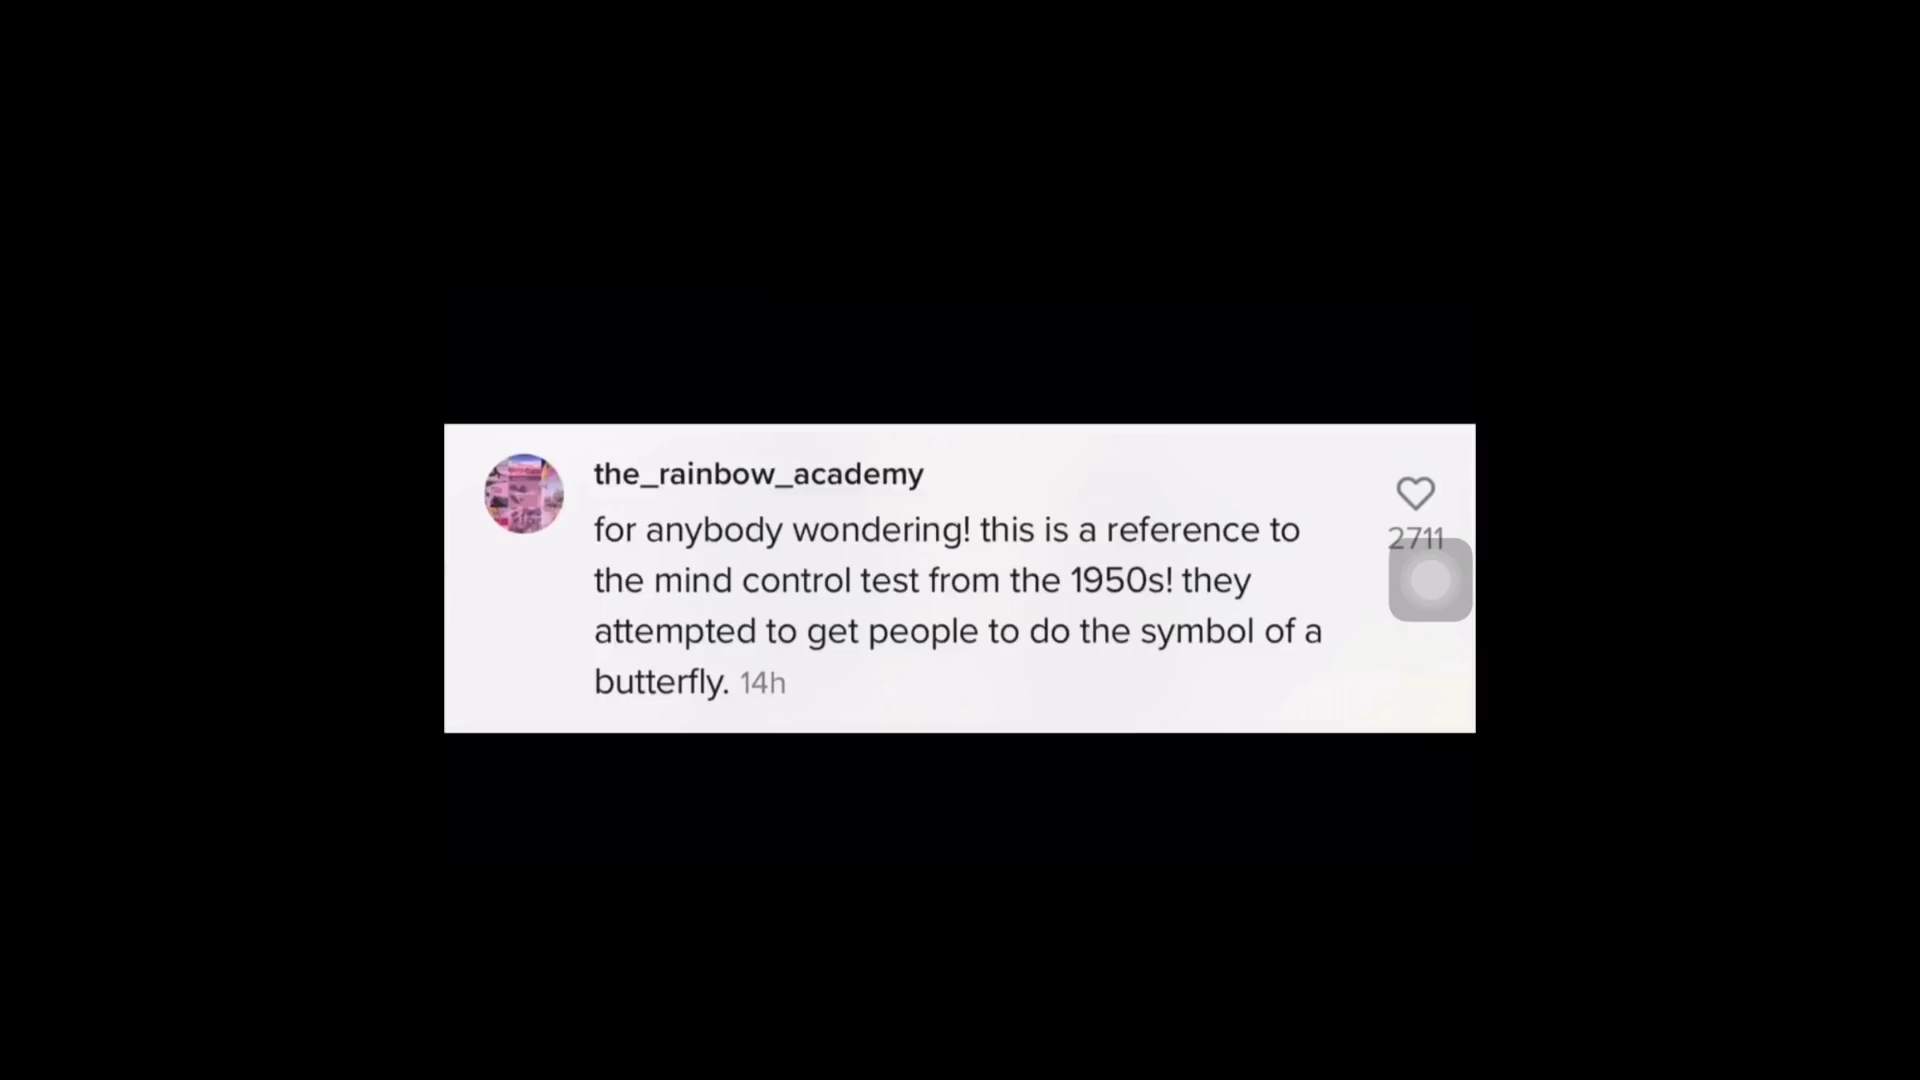 the_rainbow_academy
for anybody wondering! this is a reference to
the mind control test from the 1950s! they
attempted to get people to do the symbol of a
butterfly. 14h
2711